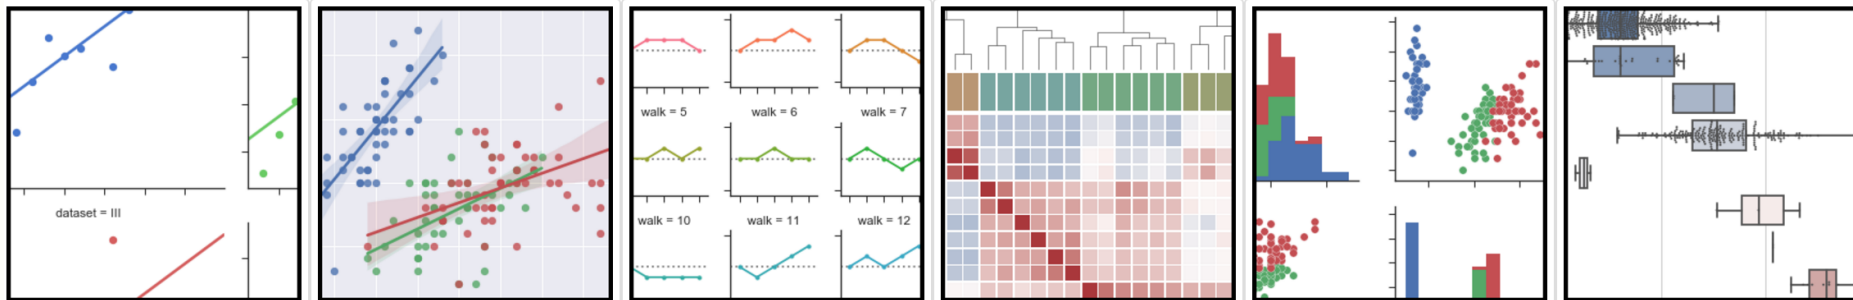 dataset = III
walk = 5
walk = 6
walk = 7
walk = 10
walk = 11
walk = 12